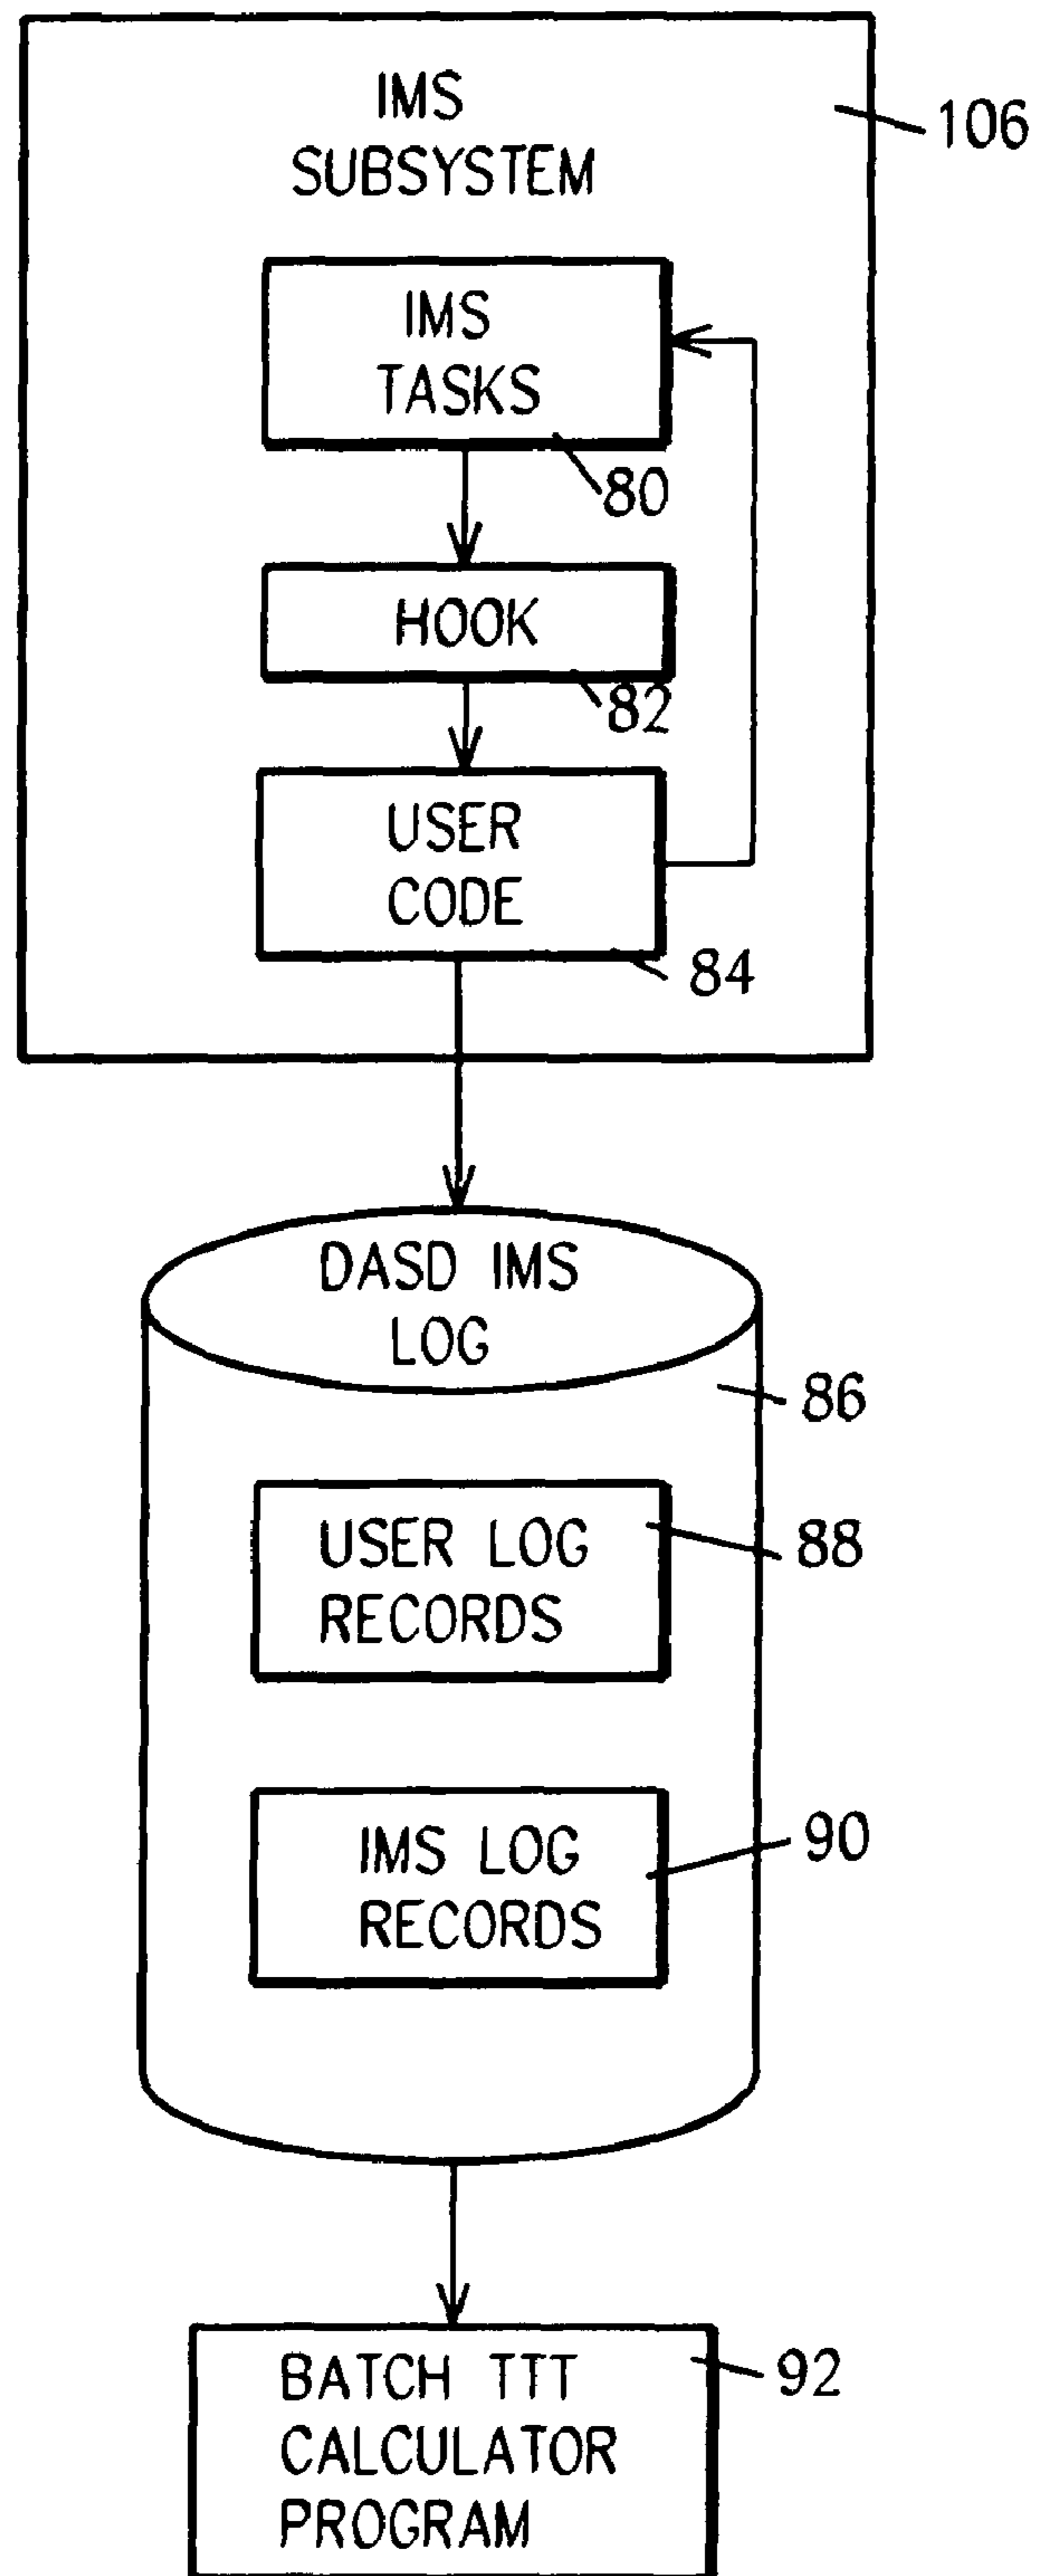 IMS
SUBSYSTEM
106
IMS
TASKS
80
HOOK
82
USER
CODE
84
DASD IMS
LOG
86
USER LOG
RECORDS
88
IMS LOG
RECORDS
90
BATCH TTT
CALCULATOR
PROGRAM
92